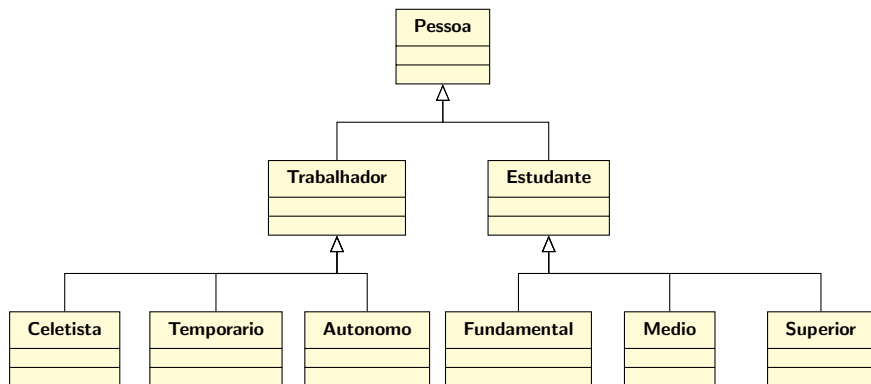 Pessoa
Trabalhador
Estudante
Celetista
Temporario
Autonomo
Fundamental
Medio
Superior